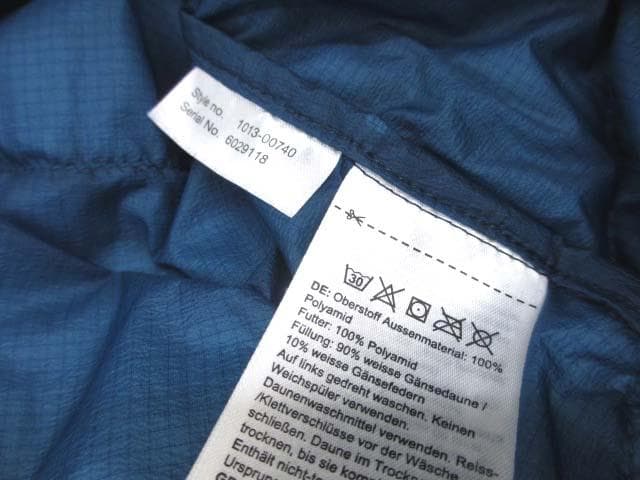 Style no. 1013-00740
Serial No. 6029118
30
DE: Oberstoff Aussenmaterial: 100%
Polyamid
Futter: 100% Polyamid
Füllung: 90% weisse Gänsedaune /
10% weisse Gänsefedern
Auf links gedreht waschen. Keinen
Weichspüler verwenden.
Daunenwaschmittel verwenden. Reiss-
/Klettverschlüsse vor der Wäsche
schließen. Daune im Trockner
trocknen, bis sie
Enthält nicht-